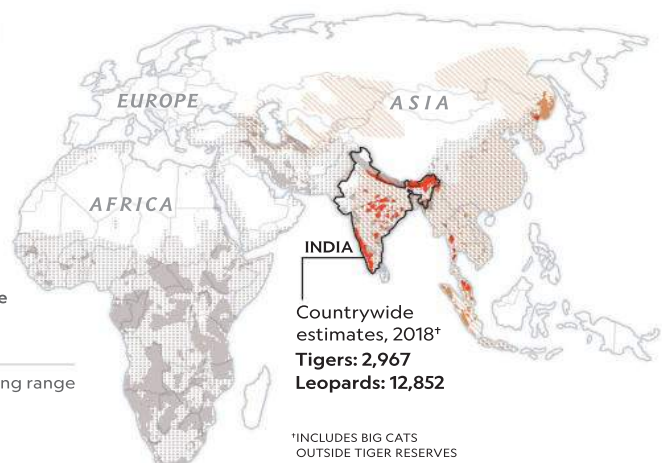 EUROPE
ASIA
AFRICA
INDIA
Countrywide
estimates, 2018†
Tigers: 2,967
Leopards: 12,852
ng range
†INCLUDES BIG CATS
OUTSIDE TIGER RESERVES